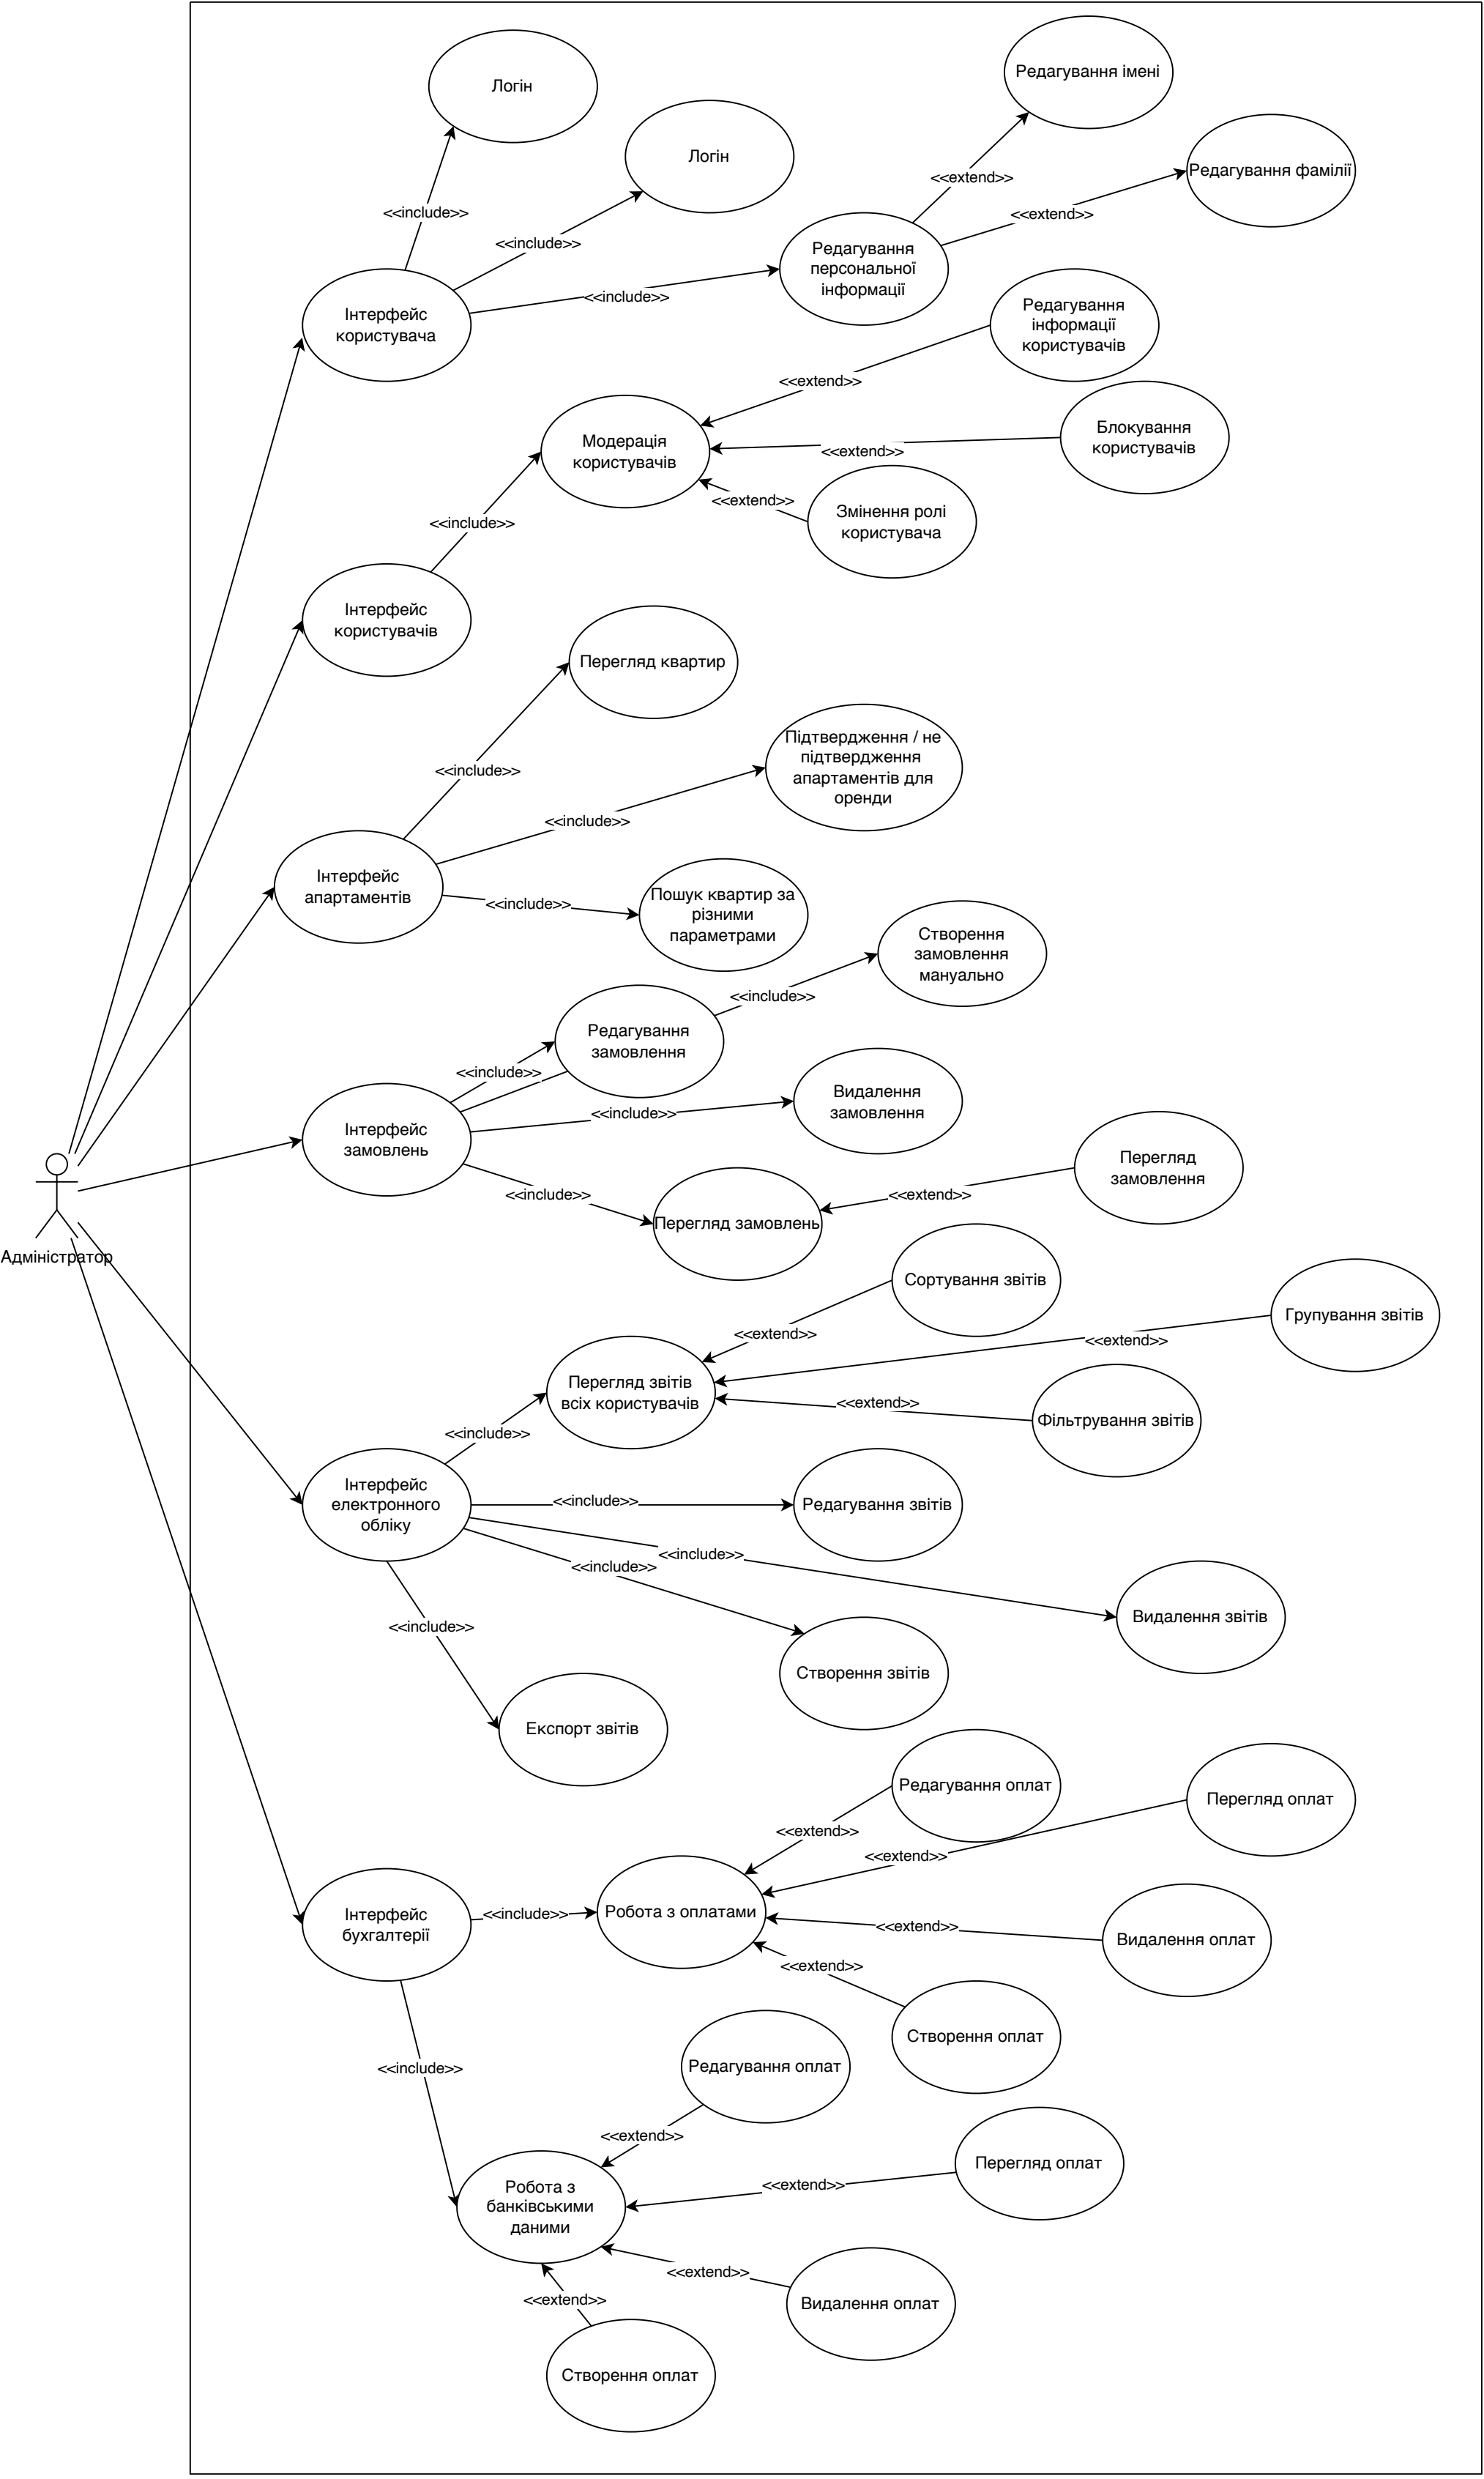 Редагування імені
Логін
Логін
Редагування фамілії
<<extend>>
<<include>>
<<extend>>
<<include>>
Редагування
персональної
інформації
<<include>>
Інтерфейс
користувача
Редагування
інформації
користувачів
<<extend>>
Модерація
користувачів
Блокування
користувачів
<<extend>>
<<extend>>
Змінення ролі
користувача
<<include>>
Інтерфейс
користувачів
Перегляд квартир
Підтвердження / не
підтвердження
апартаментів для
оренди
<<include>>
<<include>>
Інтерфейс
апартаментів
<<include>>
Пошук квартир за
різними
параметрами
Створення
замовлення
мануально
<<include>>
Редагування
замовлення
<<include>>
Видалення
замовлення
<<include>>
Інтерфейс
замовлень
Перегляд
замовлення
<<include>>
<<extend>>
Перегляд замовлень
Адміністратор
Сортування звітів
Групування звітів
<<extend>>
<<extend>>
Перегляд звітів
всіх користувачів
<<extend>>
Фільтрування звітів
<<include>>
Інтерфейс
електронного
обліку
<<include>>
Редагування звітів
<<include>>
<<include>>
Видалення звітів
<<include>>
Створення звітів
Експорт звітів
Редагування оплат
Перегляд оплат
<<extend>>
<<extend>>
Інтерфейс
бухгалтерії
<<include>>
Робота з оплатами
<<extend>>
Видалення оплат
<<extend>>
Створення оплат
<<include>>
Редагування оплат
<<extend>>
Перегляд оплат
<<extend>>
Робота з
банківськими
даними
<<extend>>
Видалення оплат
<<extend>>
Створення оплат